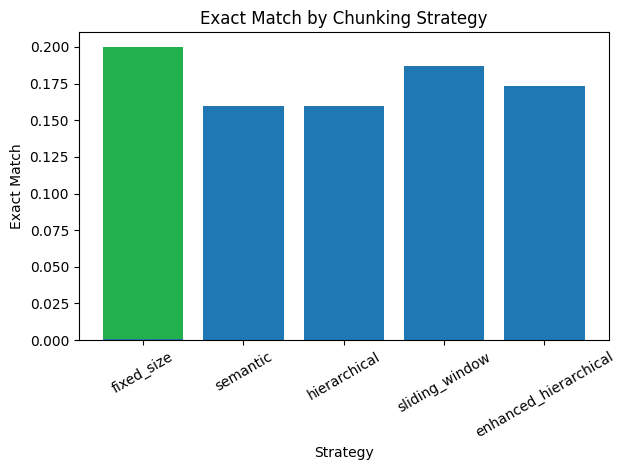 Exact Match by Chunking Strategy
Exact Match
0.200
0.175
0.150
0.125
0.100
0.075
0.050
0.025
0.000
fixed_size
semantic
hierarchical
sliding_window
enhanced_hierarchical
Strategy